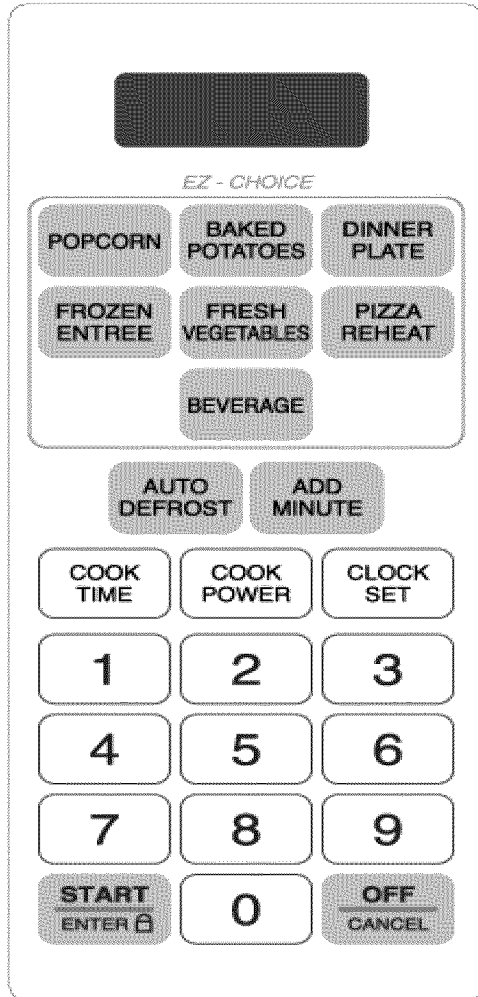 EZ - CHOICE
POPCORN
BAKED
POTATOES
DINNER
PLATE
FROZEN
ENTREE
FRESH
VEGETABLES
PIZZA
REHEAT
BEVERAGE
AUTO
DEFROST
ADD
MINUTE
COOK
TIME
COOK
POWER
CLOCK
SET
1
2
3
4
5
6
7
8
9
START
ENTER
0
OFF
CANCEL